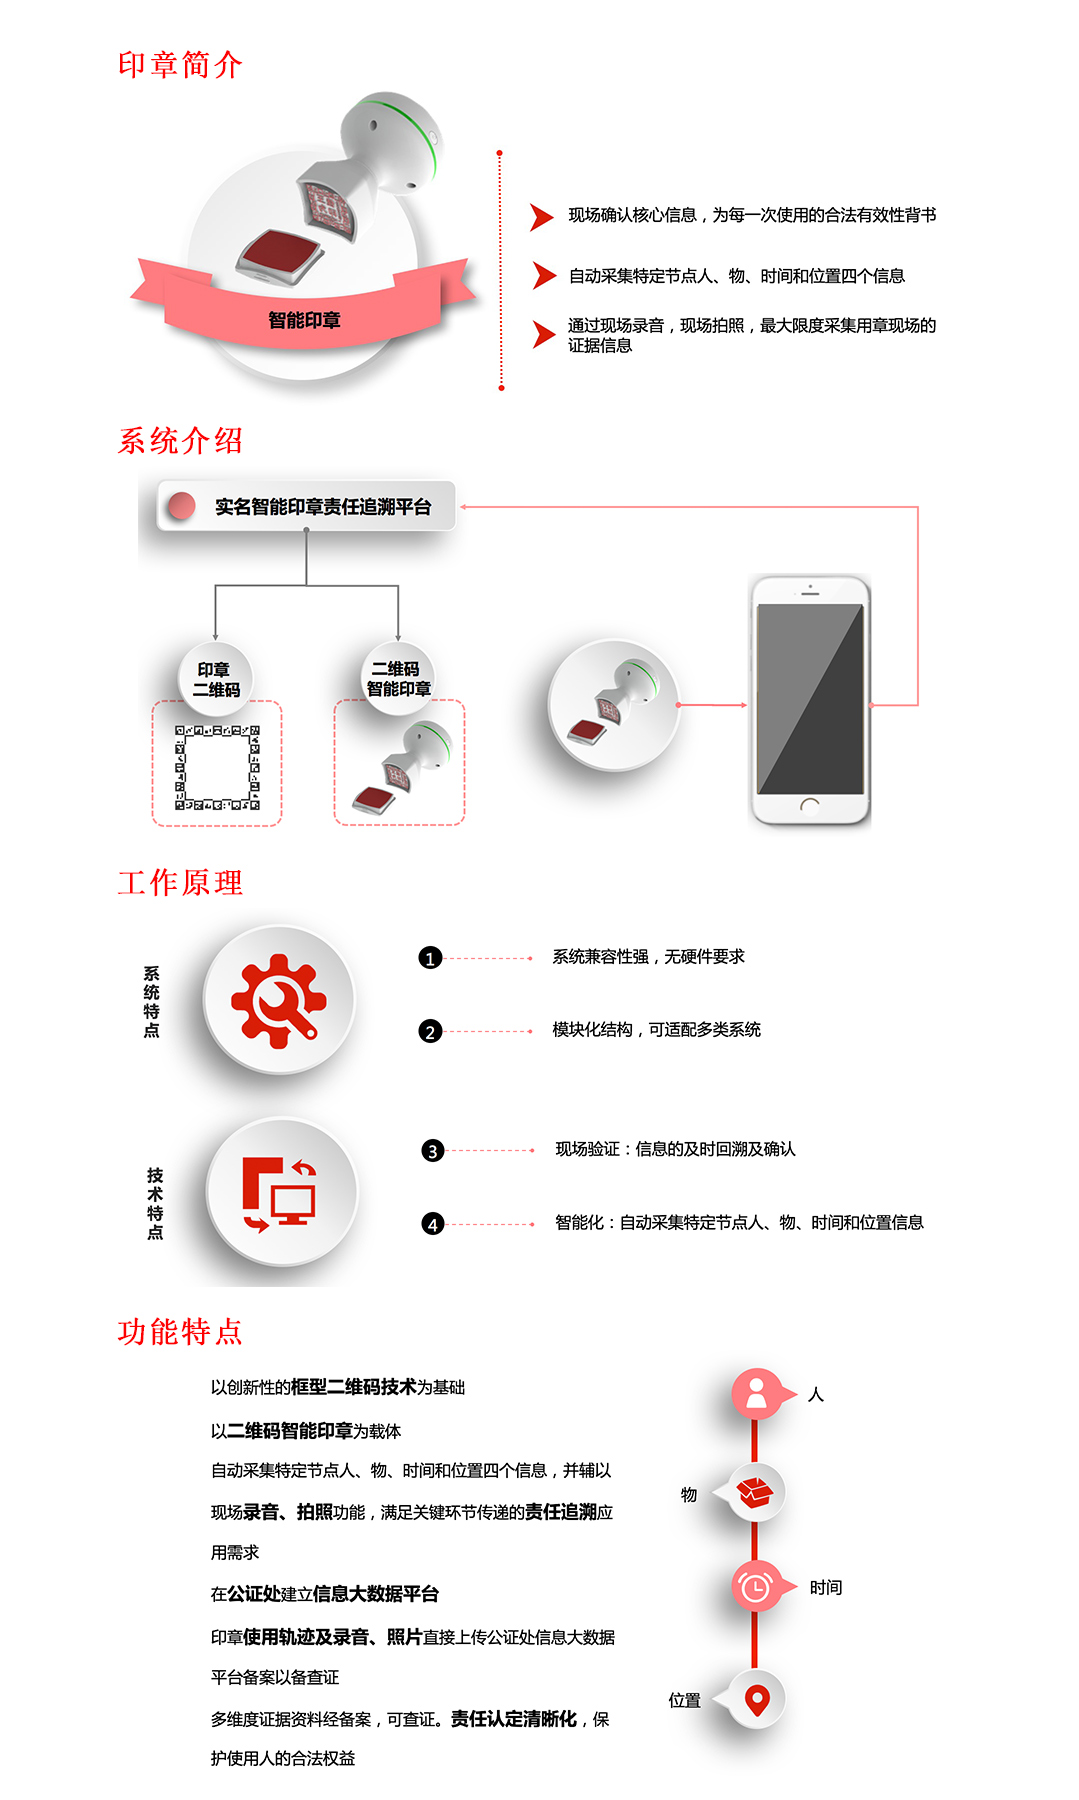 印章简介
智能印章
现场确认核心信息，为每一次使用的合法有效性背书
自动采集特定节点人、物、时间和位置四个信息
通过现场录音，现场拍照，最大限度采集用章现场的
证据信息
系统介绍
实名智能印章责任追溯平台
印章
二维码
二维码
智能印章
工作原理
系统特点
1 系统兼容性强，无硬件要求
2 模块化结构，可适配多类系统
技术特点
3 现场验证：信息的及时回溯及确认
4 智能化：自动采集特定节点人、物、时间和位置信息
功能特点
以创新性的框型二维码技术为基础
以二维码智能印章为载体
自动采集特定节点人、物、时间和位置四个信息，并辅以
现场录音、拍照功能，满足关键环节传递的责任追溯应
用需求
在公证处建立信息大数据平台
印章使用轨迹及录音、照片直接上传公证处信息大数据
平台备案以备查证
多维度证据资料经备案，可查证。责任认定清晰化，保
护使用人的合法权益
人
物
时间
位置